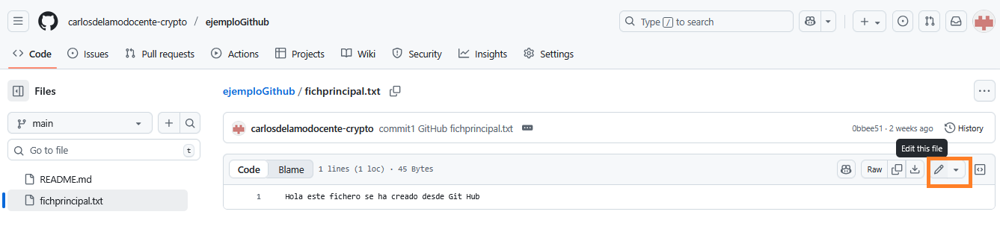 carlosdelamodocente-crypto / ejemploGithub
Type / to search
Code Issues Pull requests Actions Projects Wiki Security Insights Settings
Files
ejemploGithub / fichprincipal.txt
main
carlosdelamodocente-crypto commit1 GitHub fichprincipal.txt
0bbee51 · 2 weeks ago History
Go to file t
Edit this file
Code Blame 1 lines (1 loc) · 45 Bytes
Raw
README.md
fichprincipal.txt
1 Hola este fichero se ha creado desde Git Hub